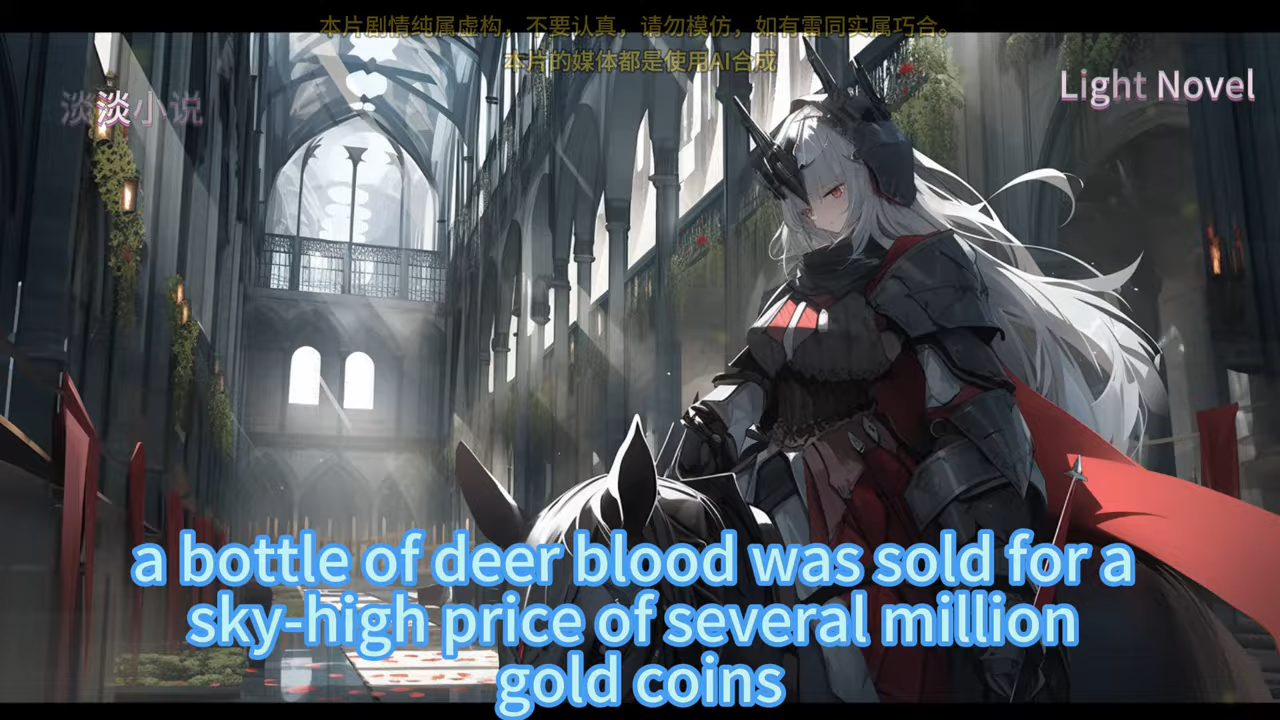 本片剧情纯属虚构，不要认真，请勿模仿，如有雷同实属巧合。
本片的媒体都是使用AI合成
淡淡小说
Light Novel
a bottle of deer blood was sold for a
sky-high price of several million
gold coins